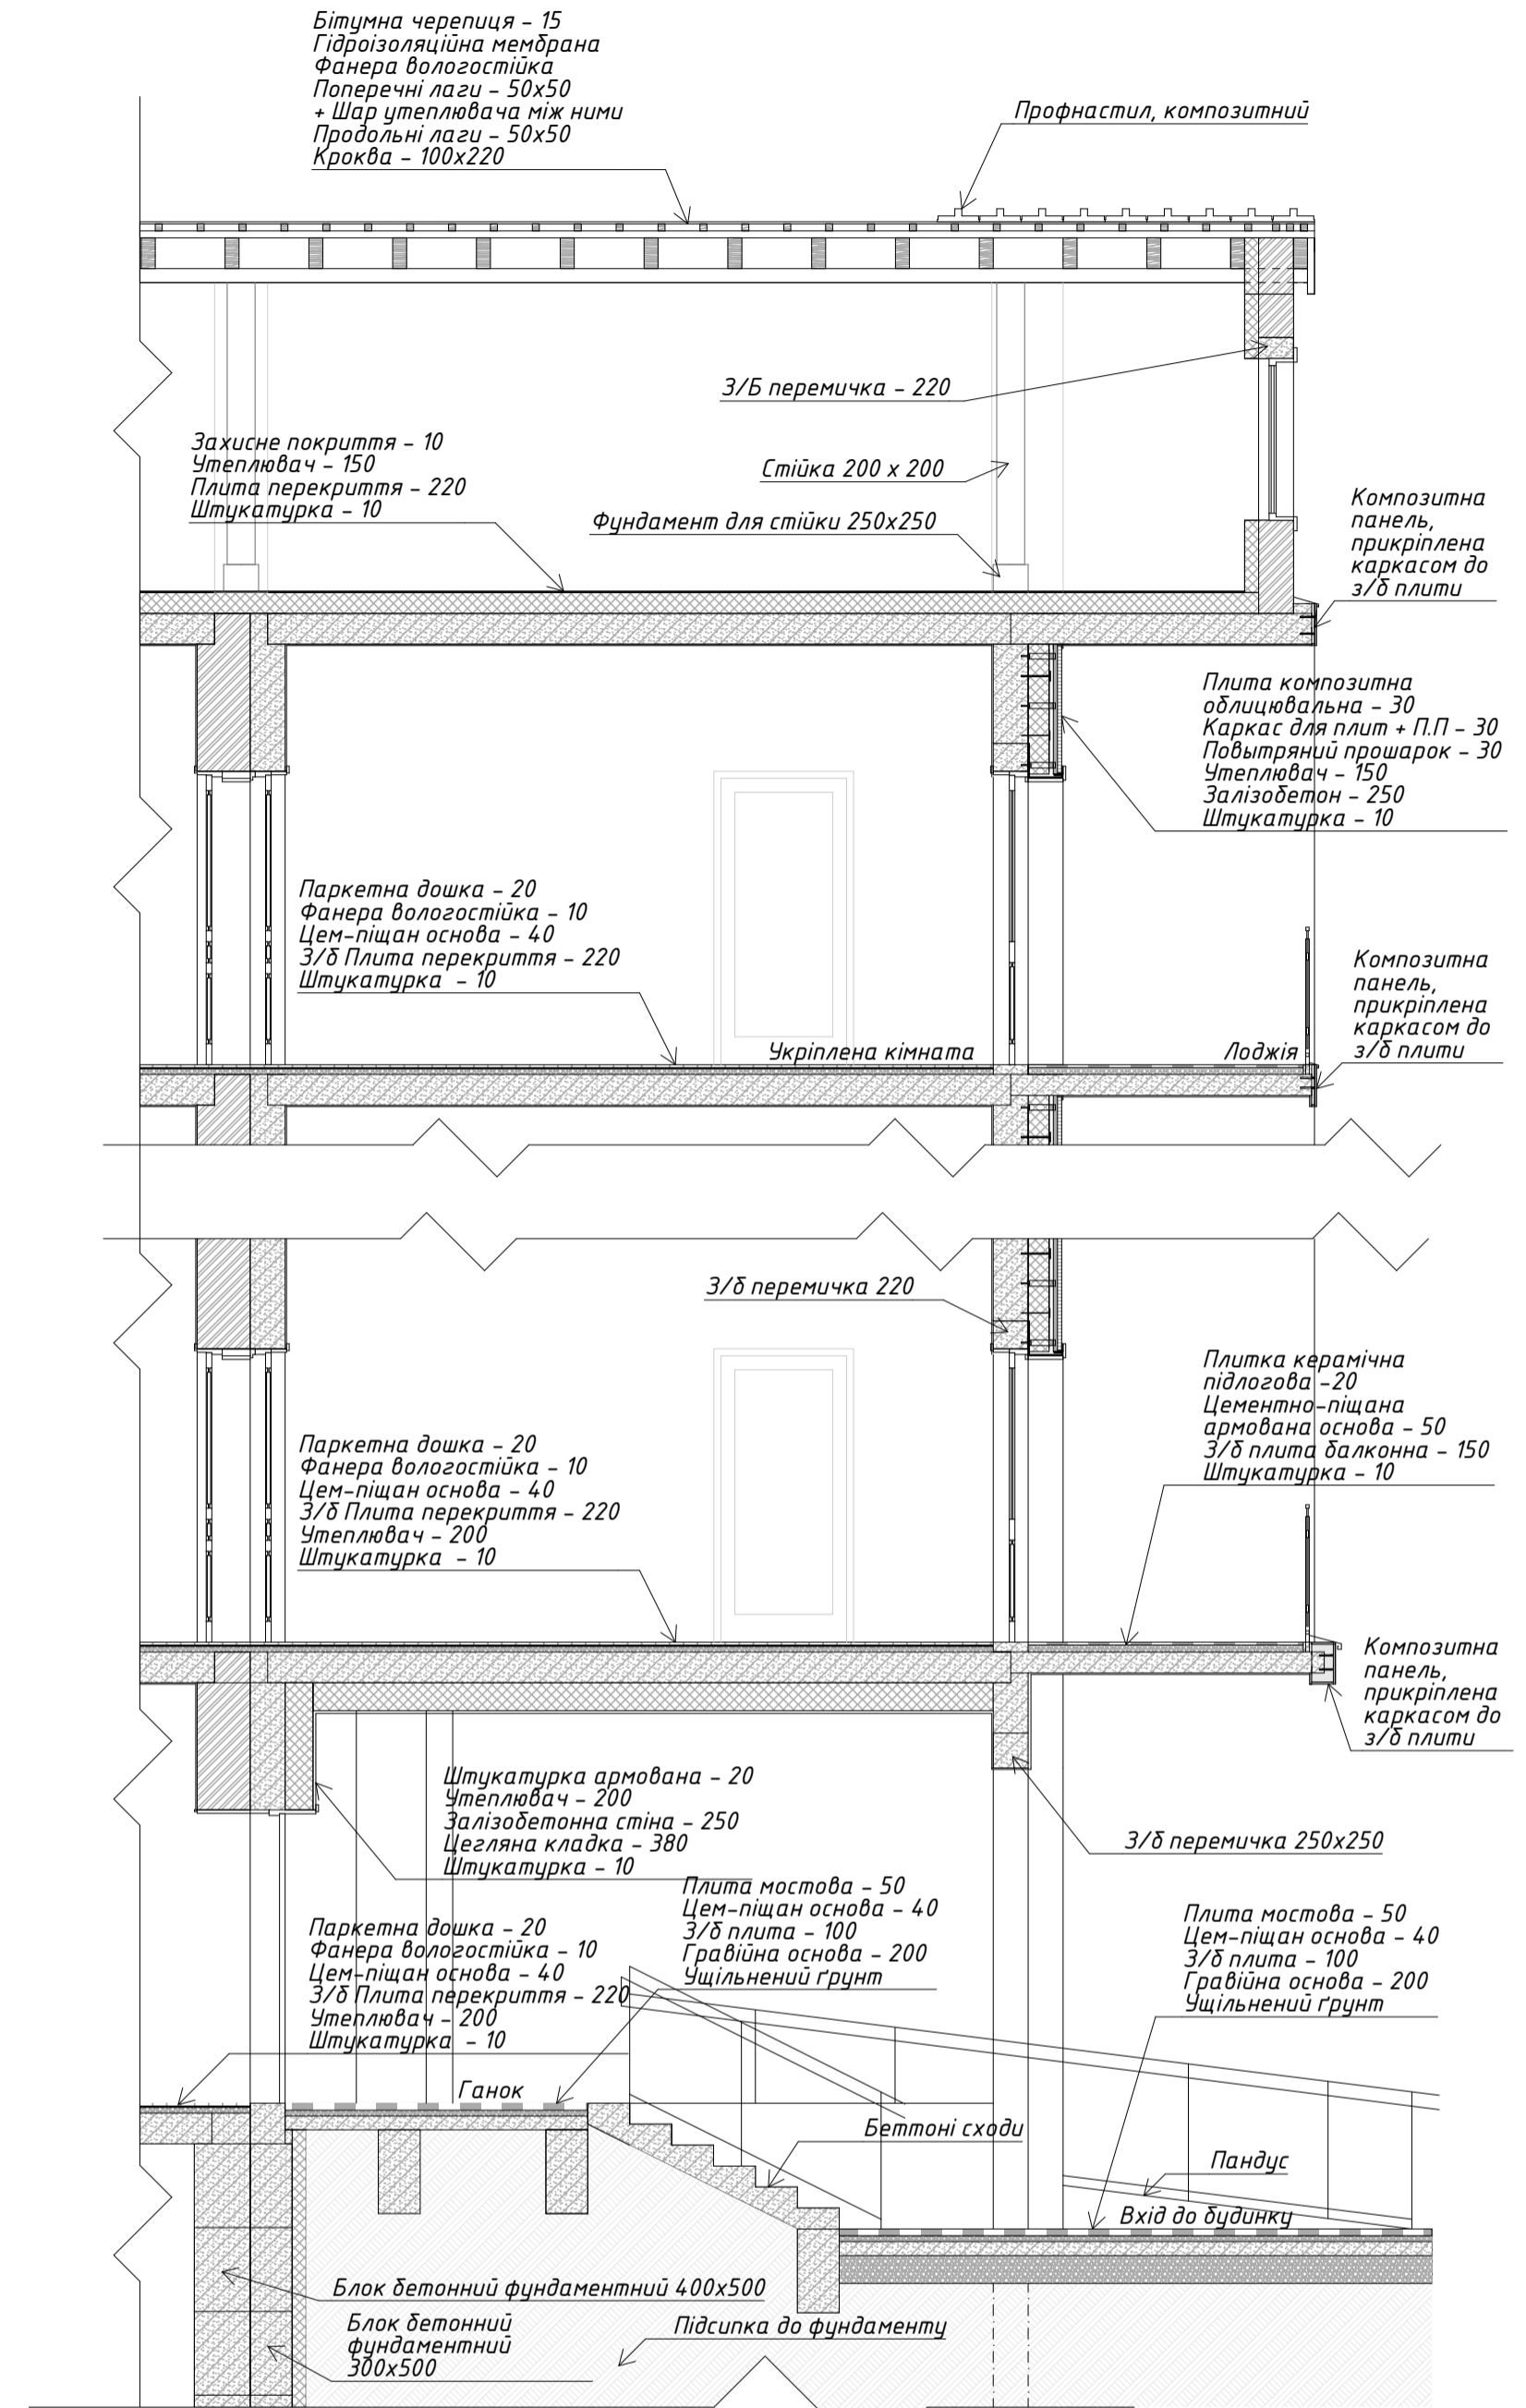 Бітумна черепиця - 15
Гідроізоляційна мембрана
Фанера вологостійка
Поперечні лаги - 50х50
+ Шар утеплювача між ними
Продольні лаги - 50х50
Кроква - 100х220
Профнастил, композитний
З/Б перемичка - 220
Захисне покриття - 10
Утеплювач - 150
Плита перекриття - 220
Штукатурка - 10
Стійка 200 х 200
Фундамент для стійки 250х250
Композитна
панель,
прикріплена
каркасом до
з/б плити
Плита композитна
облицювальна - 30
Каркас для плит + П.П - 30
Повытряний прошарок - 30
Утеплювач - 150
Залізобетон - 250
Штукатурка - 10
Паркетна дошка - 20
Фанера вологостійка - 10
Цем-піщан основа - 40
З/б Плита перекриття - 220
Штукатурка - 10
Укріплена кімната
Лоджія
Композитна
панель,
прикріплена
каркасом до
з/б плити
З/б перемичка 220
Плитка керамічна
підлогова -20
Цементно-піщана
армована основа - 50
З/б плита балконна - 150
Штукатурка - 10
Паркетна дошка - 20
Фанера вологостійка - 10
Цем-піщан основа - 40
З/б Плита перекриття - 220
Утеплювач - 200
Штукатурка - 10
Композитна
панель,
прикріплена
каркасом до
з/б плити
Штукатурка армована - 20
Утеплювач - 200
Залізобетонна стіна - 250
Цегляна кладка - 380
Штукатурка - 10
З/б перемичка 250х250
Плита мостова - 50
Цем-піщан основа - 40
З/б плита - 100
Гравійна основа - 200
Ущільнений ґрунт
Плита мостова - 50
Цем-піщан основа - 40
З/б плита - 100
Гравійна основа - 200
Ущільнений ґрунт
Паркетна дошка - 20
Фанера вологостійка - 10
Цем-піщан основа - 40
З/б Плита перекриття - 220
Утеплювач - 200
Штукатурка - 10
Ганок
Беттоні сходи
Пандус
Вхід до будинку
Блок бетонний фундаментний 400х500
Блок бетонний
фундаментний
300х500
Підсипка до фундаменту